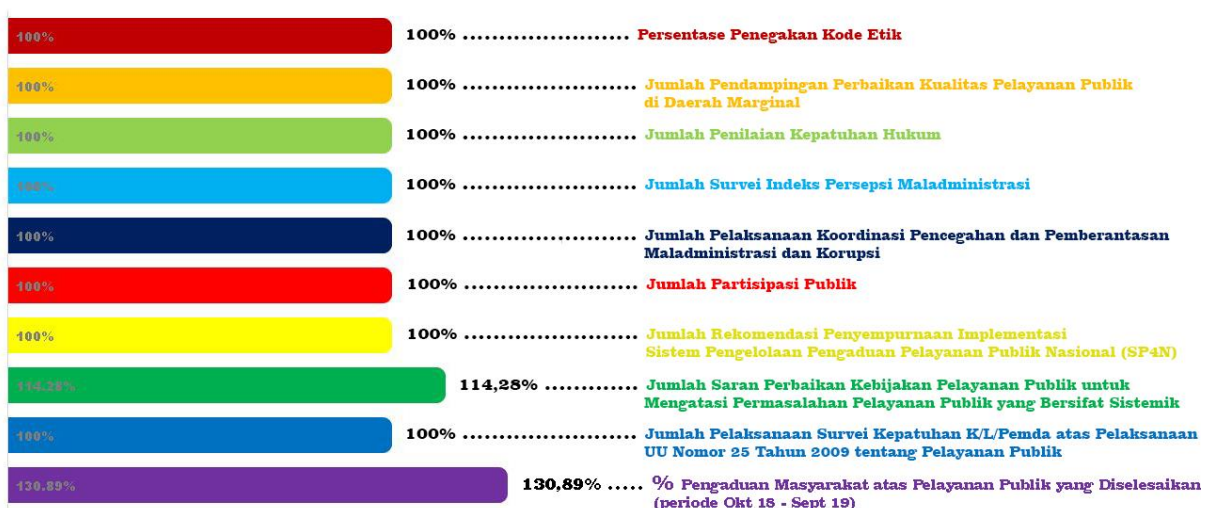 100% 100% ........................ Persentase Penegakan Kode Etik
100% 100% ........................ Jumlah Pendampingan Perbaikan Kualitas Pelayanan Publik
di Daerah Marginal
100% 100% ........................ Jumlah Penilaian Kepatuhan Hukum
100% 100% ........................ Jumlah Survei Indeks Persepsi Maladministrasi
100% 100% ........................ Jumlah Pelaksanaan Koordinasi Pencegahan dan Pemberantasan
Maladministrasi dan Korupsi
100% 100% ........................ Jumlah Partisipasi Publik
100% 100% ........................ Jumlah Rekomendasi Penyempurnaan Implementasi
Sistem Pengelolaan Pengaduan Pelayanan Publik Nasional (SP4N)
114.28% 114,28% ............. Jumlah Saran Perbaikan Kebijakan Pelayanan Publik untuk
Mengatasi Permasalahan Pelayanan Publik yang Bersifat Sistemik
100% 100% ........................ Jumlah Pelaksanaan Survei Kepatuhan K/L/Pemda atas Pelaksanaan
UU Nomor 25 Tahun 2009 tentang Pelayanan Publik
130.89% 130,89% ..... % Pengaduan Masyarakat atas Pelayanan Publik yang Diselesaikan
(periode Okt 18 - Sept 19)